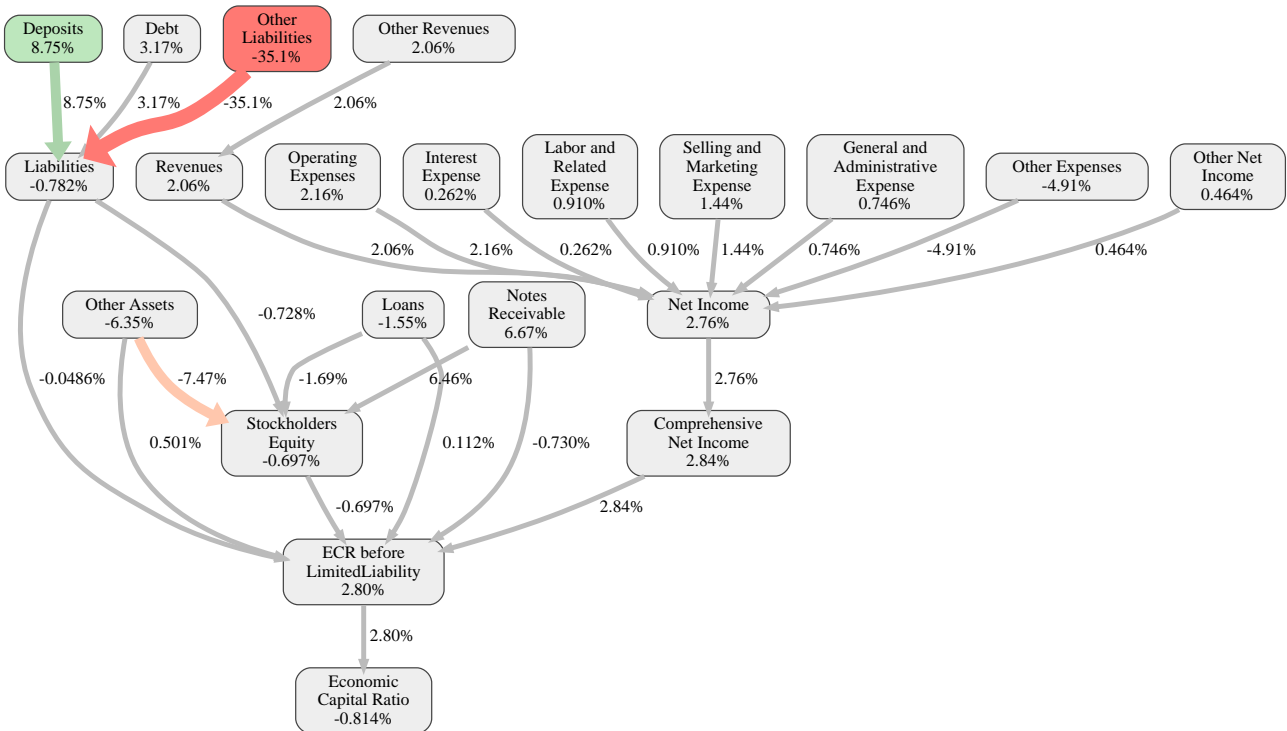 Deposits
8.75%
Debt
3.17%
Other
Liabilities
-35.1%
Other Revenues
2.06%
8.75%
3.17%
-35.1%
2.06%
Liabilities
-0.782%
Revenues
2.06%
Operating
Expenses
2.16%
Interest
Expense
0.262%
Labor and
Related
Expense
0.910%
Selling and
Marketing
Expense
1.44%
General and
Administrative
Expense
0.746%
Other Expenses
-4.91%
Other Net
Income
0.464%
2.06%
2.16%
0.262%
0.910%
1.44%
0.746%
-4.91%
0.464%
Other Assets
-6.35%
-0.728%
Loans
-1.55%
Notes
Receivable
6.67%
Net Income
2.76%
-0.0486%
-7.47%
-1.69%
6.46%
2.76%
Stockholders
Equity
-0.697%
Comprehensive
Net Income
2.84%
0.501%
0.112%
-0.730%
-0.697%
2.84%
ECR before
LimitedLiability
2.80%
2.80%
Economic
Capital Ratio
-0.814%